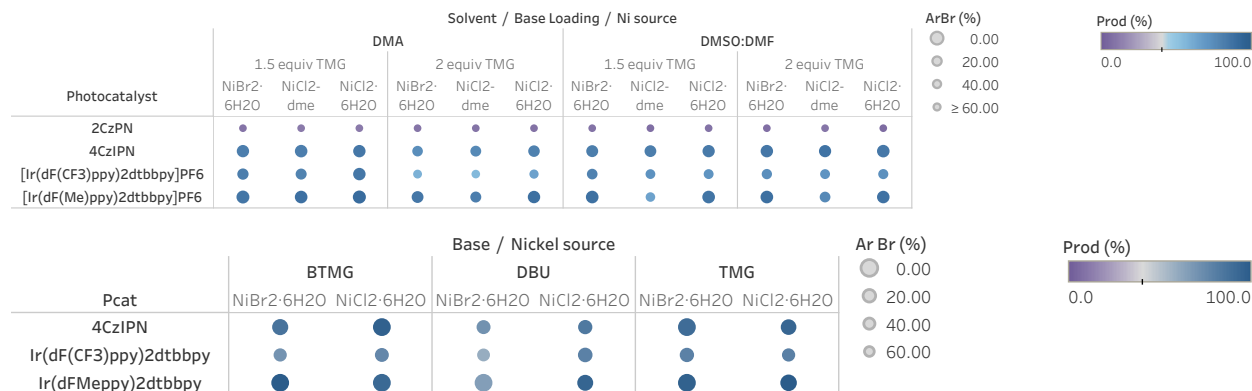 Solvent / Base Loading / Ni source
DMA DMSO:DMF
1.5 equiv TMG 2 equiv TMG 1.5 equiv TMG 2 equiv TMG
Photocatalyst NiBr2· 6H2O NiCl2- dme NiCl2· 6H2O NiBr2· 6H2O NiCl2- dme NiCl2· 6H2O NiBr2· 6H2O NiCl2- dme NiCl2· 6H2O NiBr2· 6H2O NiCl2- dme NiCl2· 6H2O
2CzPN
4CzIPN
[Ir(dF(CF3)ppy)2dtbbpy]PF6
[Ir(dF(Me)ppy)2dtbbpy]PF6
ArBr (%)
0.00
20.00
40.00
≥ 60.00
Prod (%)
0.0 100.0
Base / Nickel source
BTMG DBU TMG
Pcat NiBr2·6H2O NiCl2·6H2O NiBr2·6H2O NiCl2·6H2O NiBr2·6H2O NiCl2·6H2O
4CzIPN
Ir(dF(CF3)ppy)2dtbbpy
Ir(dFMeppy)2dtbbpy
Ar Br (%)
0.00
20.00
40.00
60.00
Prod (%)
0.0 100.0